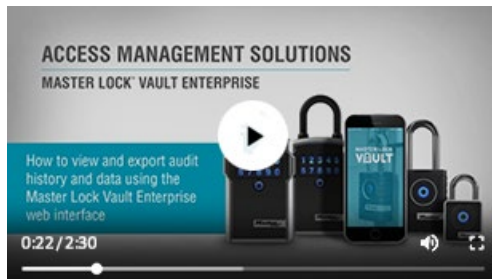 ACCESS MANAGEMENT SOLUTIONS
MASTER LOCK™ VAULT ENTERPRISE
How to view and export audit
history and data using the
Master Lock Vault Enterprise
web interface
MASTER LOCK
VAULT
0:22/2:30